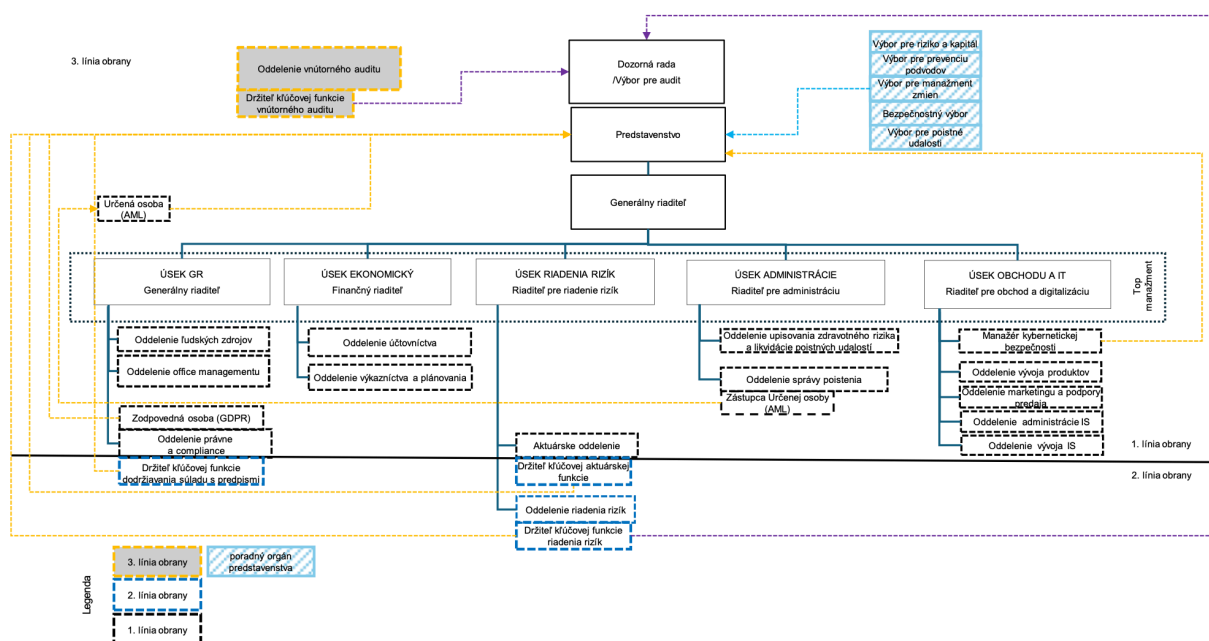 Výbor pre riziko a kapitál
Výbor pre prevenciu
podvodov
Výbor pre manažment
zmien
Bezpečnostný výbor
Výbor pre poistné
udalosti
Dozorná rada
/Výbor pre audit
3. línia obrany
Oddelenie vnútorného auditu
Držiteľ kľúčovej funkcie
vnútorného auditu
Predstavenstvo
Určená osoba
(AML)
Generálny riaditeľ
ÚSEK GR
Generálny riaditeľ
ÚSEK EKONOMICKÝ
Finančný riaditeľ
ÚSEK RIADENIA RIZÍK
Riaditeľ pre riadenie rizík
ÚSEK ADMINISTRÁCIE
Riaditeľ pre administráciu
ÚSEK OBCHODU A IT
Riaditeľ pre obchod a digitalizáciu
Top
manažment
Oddelenie ľudských zdrojov
Oddelenie office managementu
Zodpovedná osoba (GDPR)
Oddelenie právne
a compliance
Držiteľ kľúčovej funkcie
dodržiavania súladu s predpismi
Oddelenie účtovníctva
Oddelenie výkazníctva a plánovania
Aktuárske oddelenie
Držiteľ kľúčovej aktuárskej
funkcie
Oddelenie riadenia rizík
Držiteľ kľúčovej funkcie
riadenia rizík
Oddelenie upisovania zdravotného rizika
a likvidácie poistných udalostí
Oddelenie správy poistenia
Zástupca Určenej osoby
(AML)
Manažér kybernetickej
bezpečnosti
Oddelenie vývoja produktov
Oddelenie marketingu a podpory
predaja
Oddelenie administrácie IS
Oddelenie vývoja IS
1. línia obrany
2. línia obrany
Legenda
3. línia obrany
poradný orgán
predstavenstva
2. línia obrany
1. línia obrany